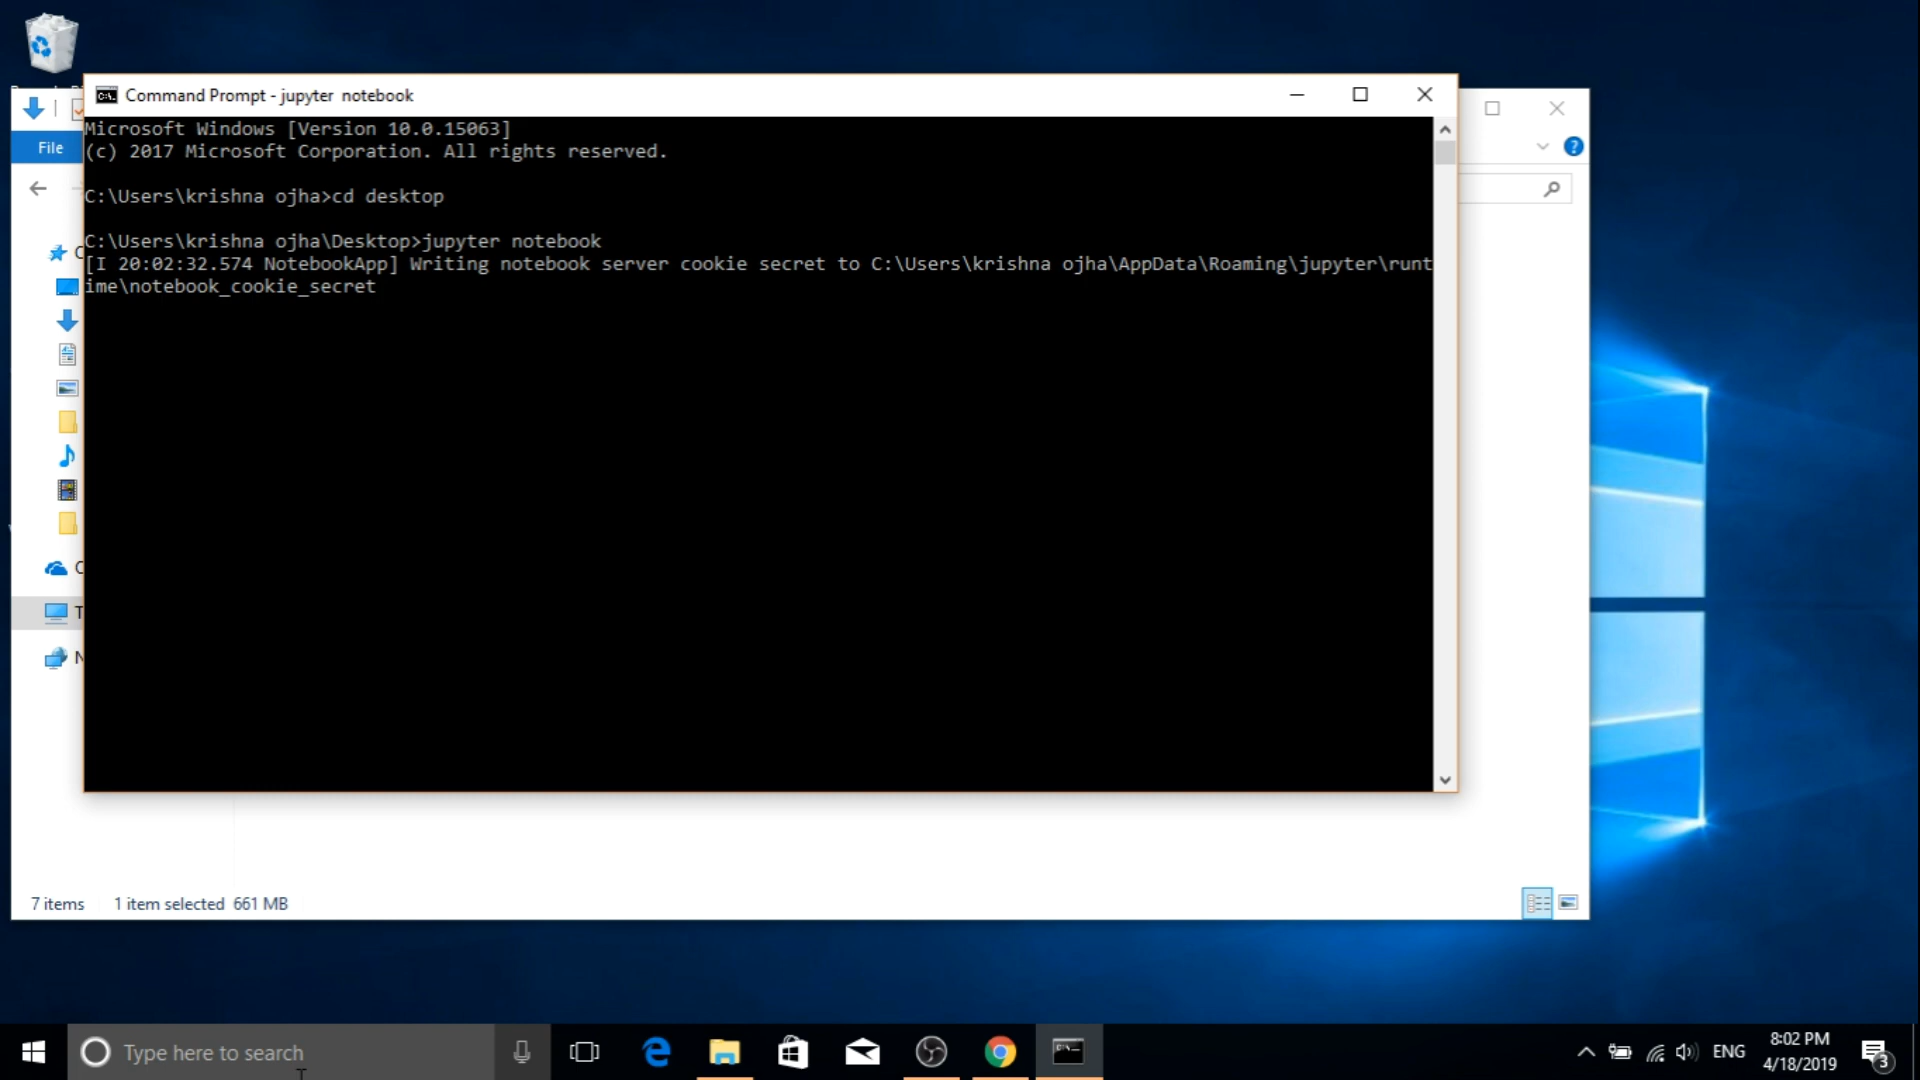 Command Prompt - jupyter  notebook
File
Microsoft Windows [Version 10.0.15063]
(c) 2017 Microsoft Corporation. All rights reserved.
C:\Users\krishna ojha>cd desktop
C:\Users\krishna ojha\Desktop>jupyter notebook
[I 20:02:32.574 NotebookApp] Writing notebook server cookie secret to C:\Users\krishna ojha\AppData\Roaming\jupyter\runt
ime\notebook_cookie_secret
7 items 1 item selected 661 MB
Type here to search
ENG
8:02 PM
4/18/2019
3